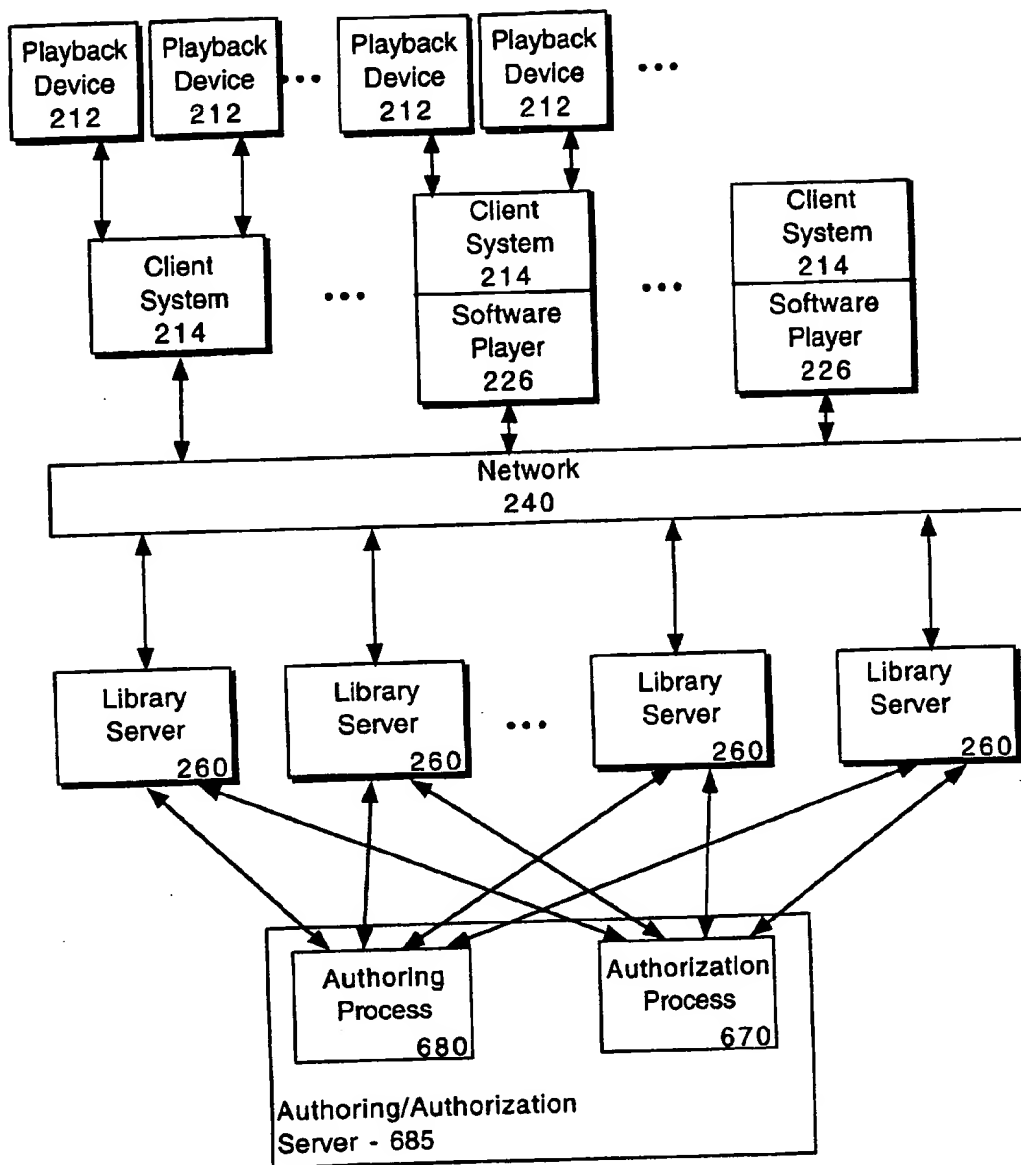 Playback
Device
212
Playback
Device
212
...
Playback
Device
212
Playback
Device
212
...
Client
System
214
...
Client
System
214
Software
Player
226
...
Client
System
214
Software
Player
226
Network
240
Library
Server
260
Library
Server
260
...
Library
Server
260
Library
Server
260
Authoring
Process
680
Authorization
Process
670
Authoring/Authorization
Server - 685